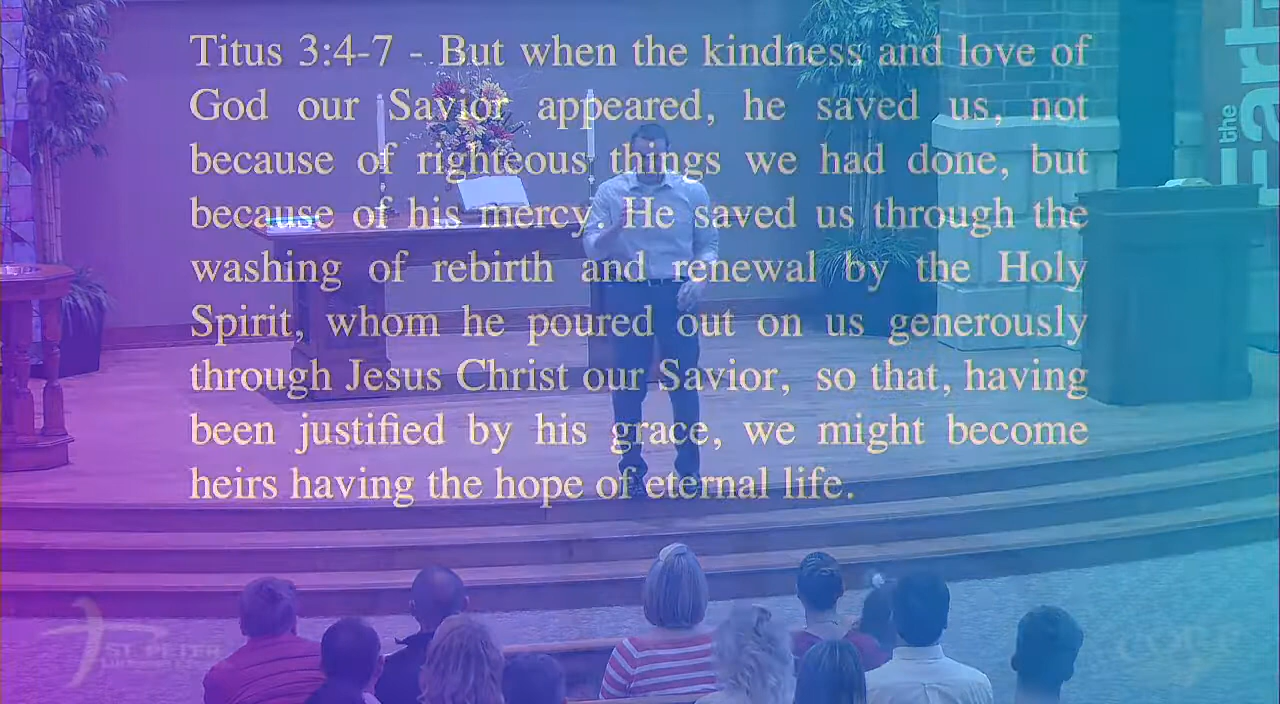 Titus 3:4-7 - But when the kindness and love of
God our Savior appeared, he saved us, not
because of righteous things we had done, but
because of his mercy. He saved us through the
washing of rebirth and renewal by the Holy
Spirit, whom he poured out on us generously
through Jesus Christ our Savior, so that, having
been justified by his grace, we might become
heirs having the hope of eternal life.
the
ST. PETER